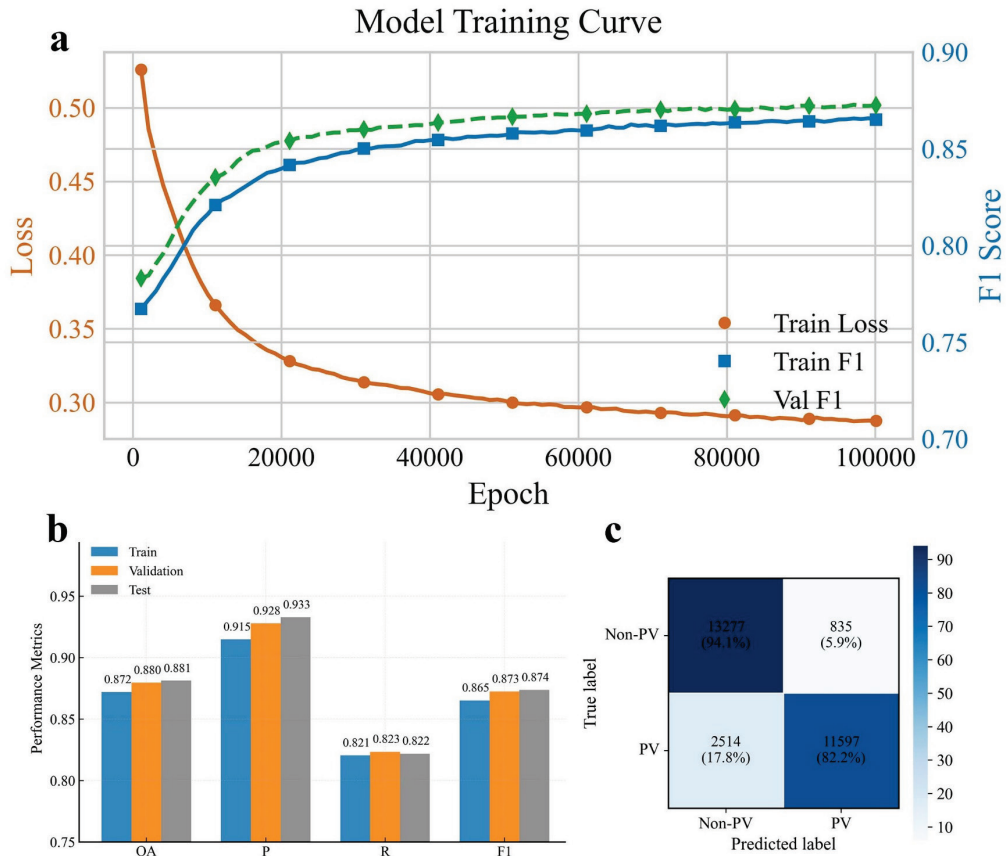 a
Model Training Curve
Loss
0.50
0.45
0.40
0.35
0.30
0.90
0.85
0.80
0.75
0.70
F1 Score
Train Loss
Train F1
Val F1
0
20000
40000
60000
80000
100000
Epoch
b
Train
Validation
Test
Performance Metrics
0.95
0.90
0.85
0.80
0.75
0.872
0.880
0.881
0.915
0.928
0.933
0.821
0.823
0.822
0.865
0.873
0.874
OA
P
R
F1
c
True label
Non-PV
PV
13277
(94.1%)
835
(5.9%)
2514
(17.8%)
11597
(82.2%)
Non-PV
PV
Predicted label
90
80
70
60
50
40
30
20
10